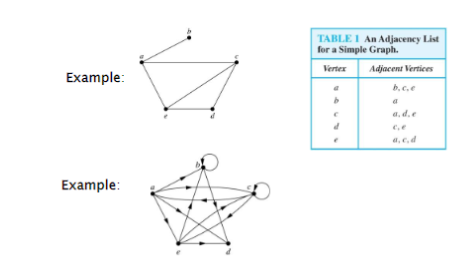 b
a
c
Example:
e
d
TABLE 1 An Adjacency List
for a Simple Graph.
Vertex Adjacent Vertices
a b, c, e
b a
c a, d, e
d c, e
e a, c, d
Example:
b
a
c
e
d